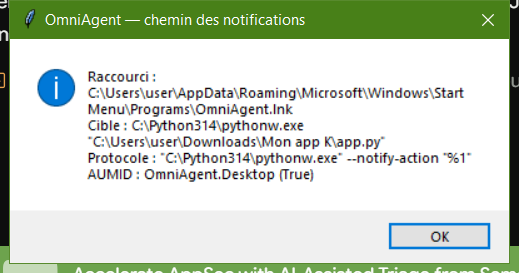 OmniAgent — chemin des notifications
Raccourci :
C:\Users\user\AppData\Roaming\Microsoft\Windows\Start
Menu\Programs\OmniAgent.lnk
Cible : C:\Python314\pythonw.exe
"C:\Users\user\Downloads\Mon app K\app.py"
Protocole : "C:\Python314\pythonw.exe" --notify-action "%1"
AUMID : OmniAgent.Desktop (True)
OK